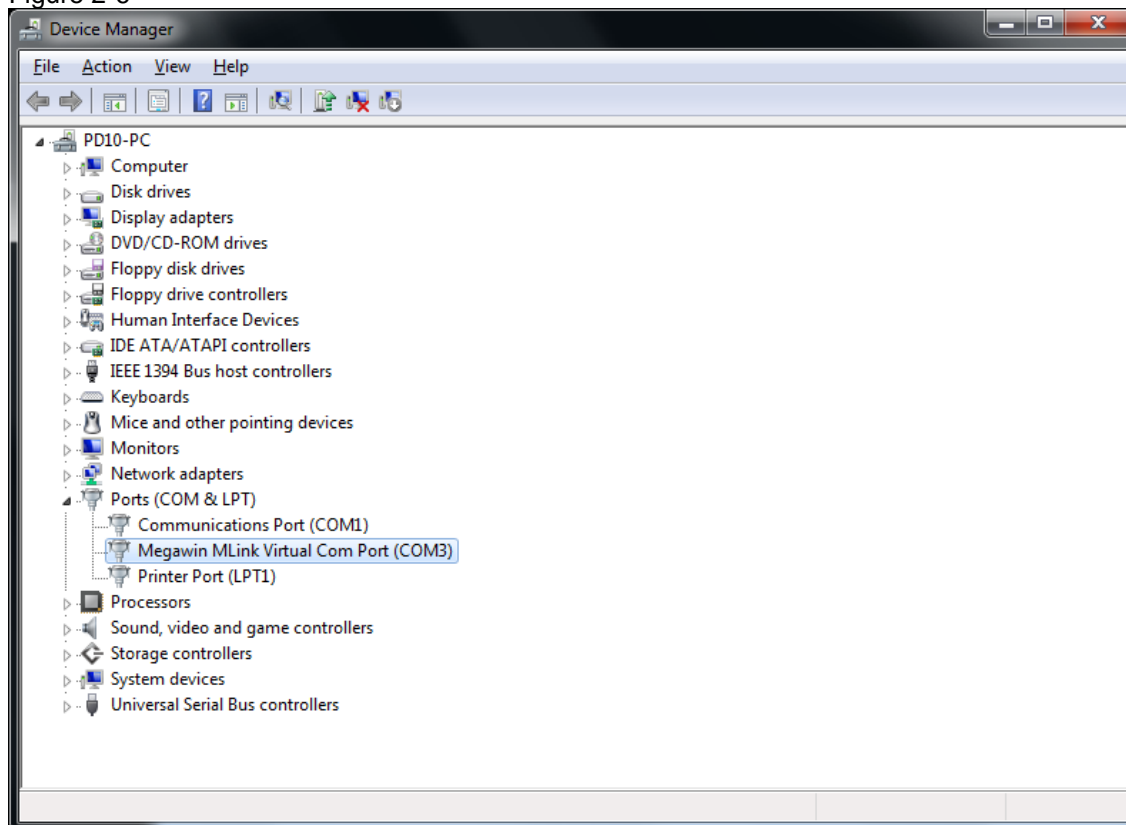 Device Manager
File Action View Help
PD10-PC
Computer
Disk drives
Display adapters
DVD/CD-ROM drives
Floppy disk drives
Floppy drive controllers
Human Interface Devices
IDE ATA/ATAPI controllers
IEEE 1394 Bus host controllers
Keyboards
Mice and other pointing devices
Monitors
Network adapters
Ports (COM & LPT)
Communications Port (COM1)
Megawin MLink Virtual Com Port (COM3)
Printer Port (LPT1)
Processors
Sound, video and game controllers
Storage controllers
System devices
Universal Serial Bus controllers